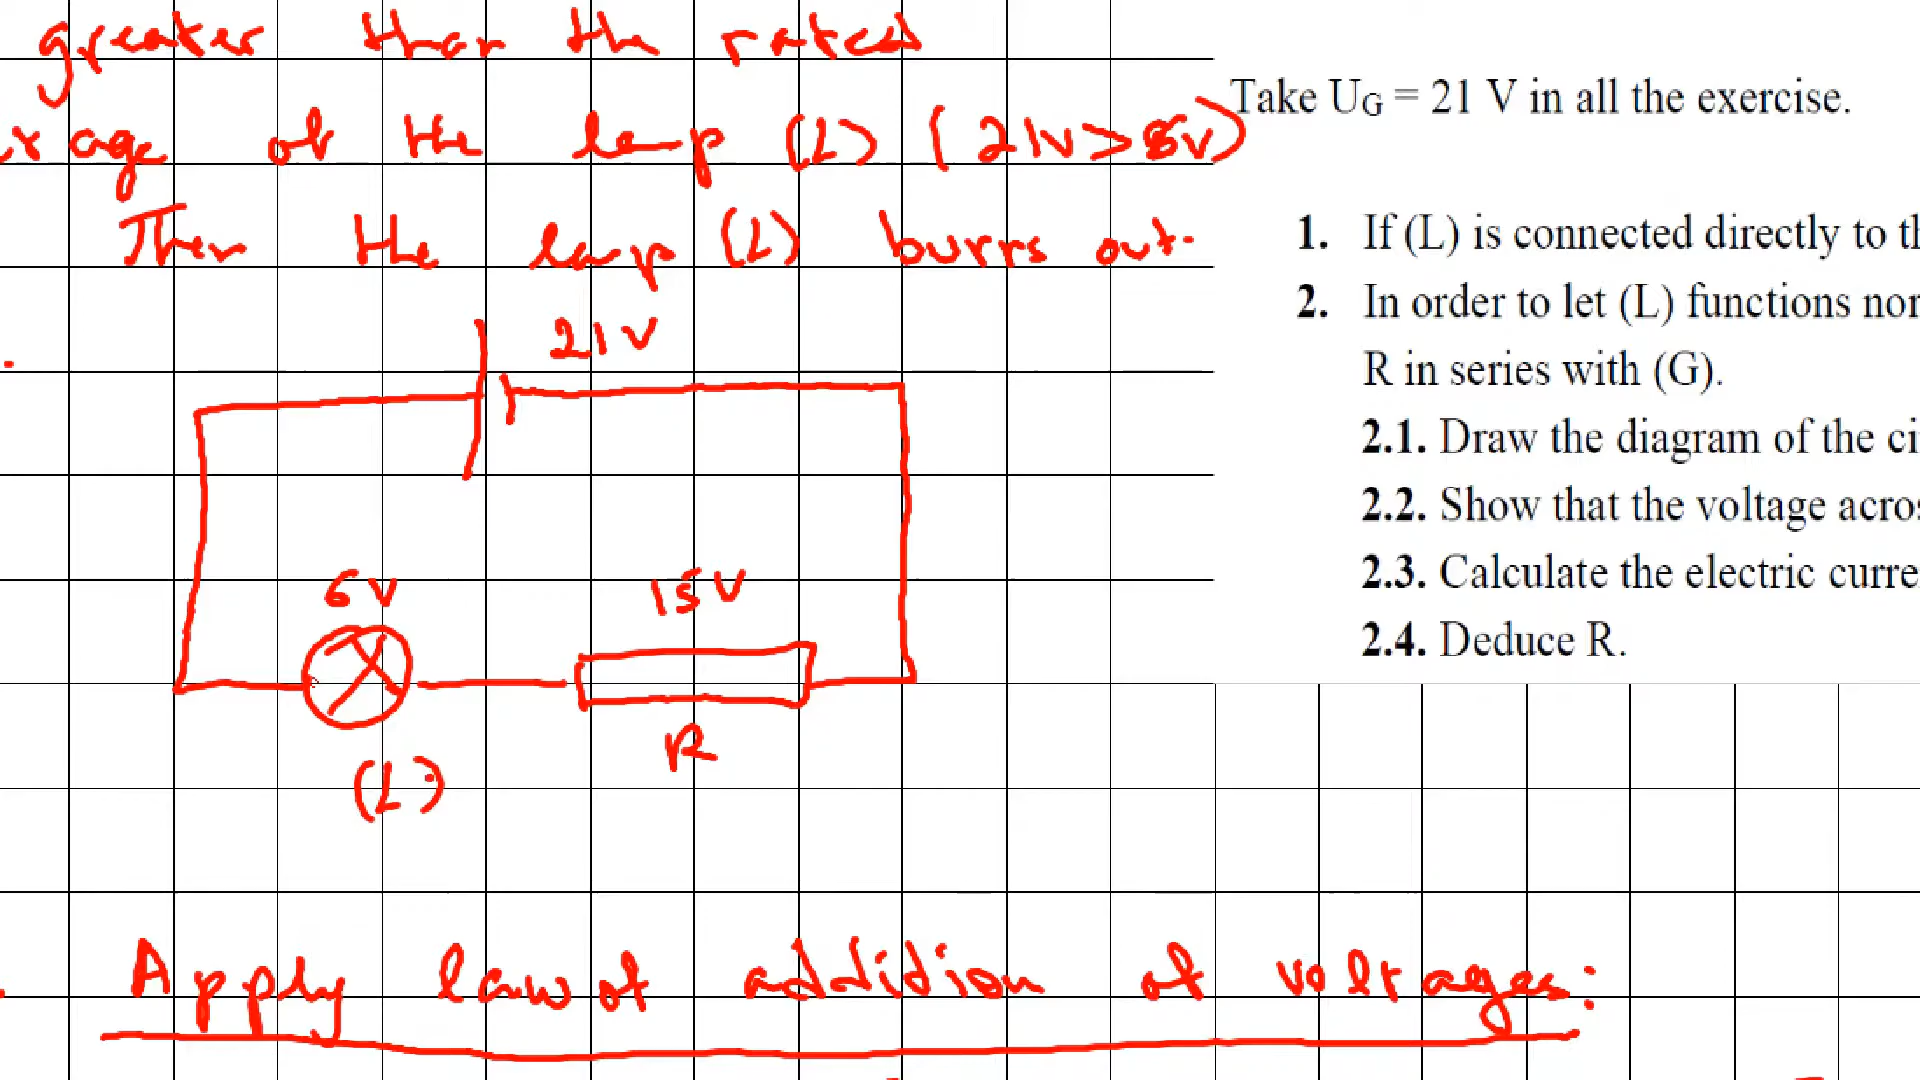 greater than the rated
age of the lamp (L) (21V>6V)
Then the lamp (L) burns out.
21V
6V
15V
R
(L)
Apply law of addidion of voltages:
Take UG = 21 V in all the exercise.
1. If (L) is connected directly to th
2. In order to let (L) functions nor
R in series with (G).
2.1. Draw the diagram of the ci
2.2. Show that the voltage acros
2.3. Calculate the electric curre
2.4. Deduce R.